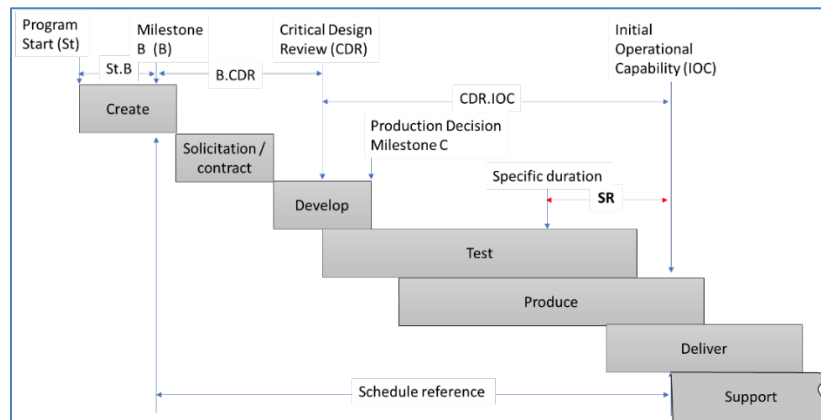 Program
Start (St)
Milestone
B (B)
Critical Design
Review (CDR)
Initial
Operational
Capability (IOC)
St.B
B.CDR
CDR.IOC
Create
Production Decision
Milestone C
Solicitation /
contract
Specific duration
Develop
SR
Test
Produce
Deliver
Schedule reference
Support